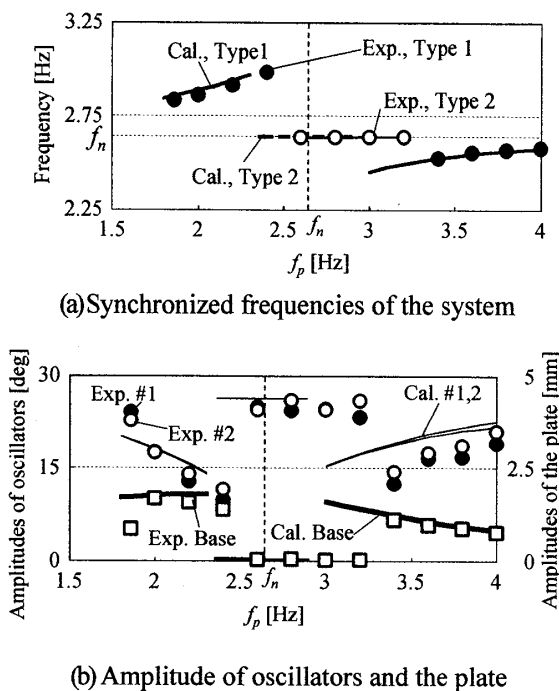 3.25
Cal., Type1
Exp., Type 1
Frequency [Hz]
2.75
Exp., Type 2
fn
Cal., Type 2
2.25
1.5 2 2.5 fn 3 3.5 4
fp [Hz]
(a) Synchronized frequencies of the system
30 5
Exp. #1
Cal. #1,2
Exp. #2
Amplitudes of oscillators [deg]
Amplitudes of the plate [mm]
15 2.5
Exp. Base
Cal. Base
0 0
1.5 2 2.5 fn 3 3.5 4
fp [Hz]
(b) Amplitude of oscillators and the plate